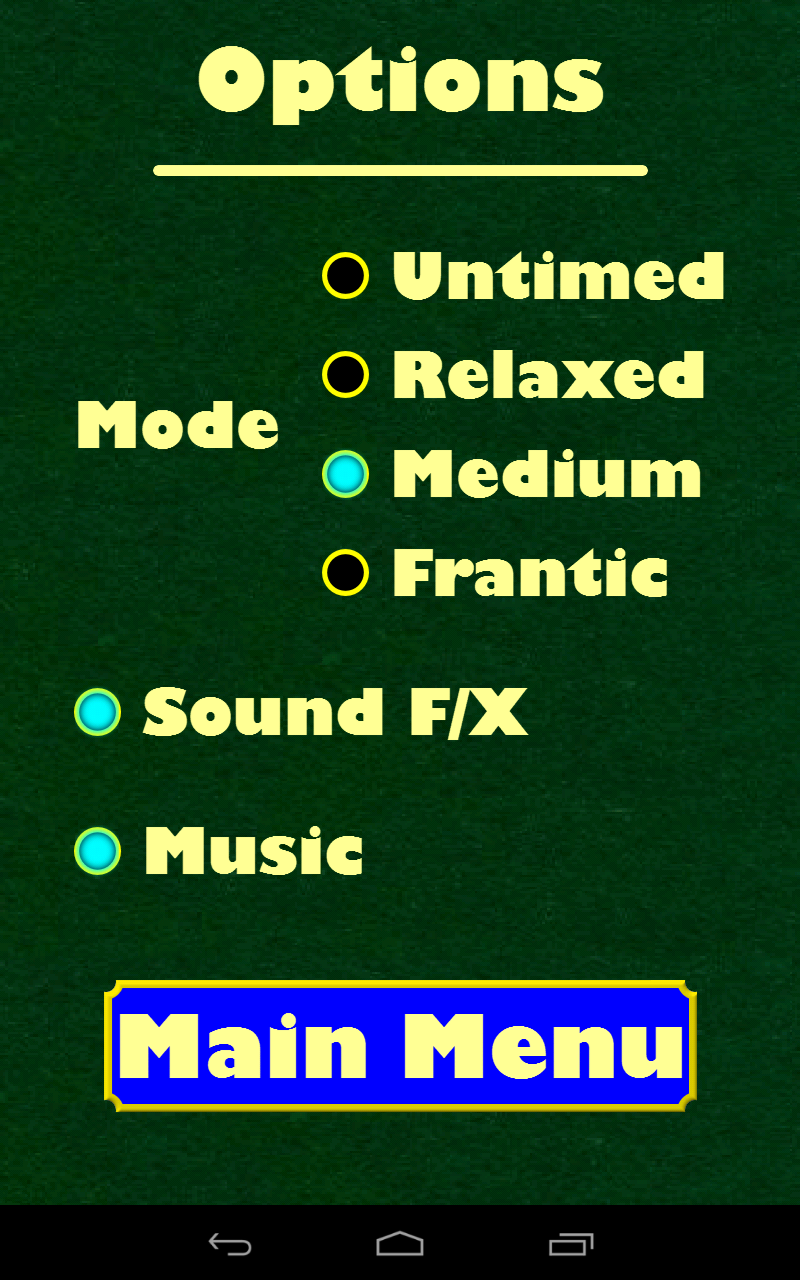 Options
Untimed
Relaxed
Mode
Medium
Frantic
Sound F/X
Music
Main Menu